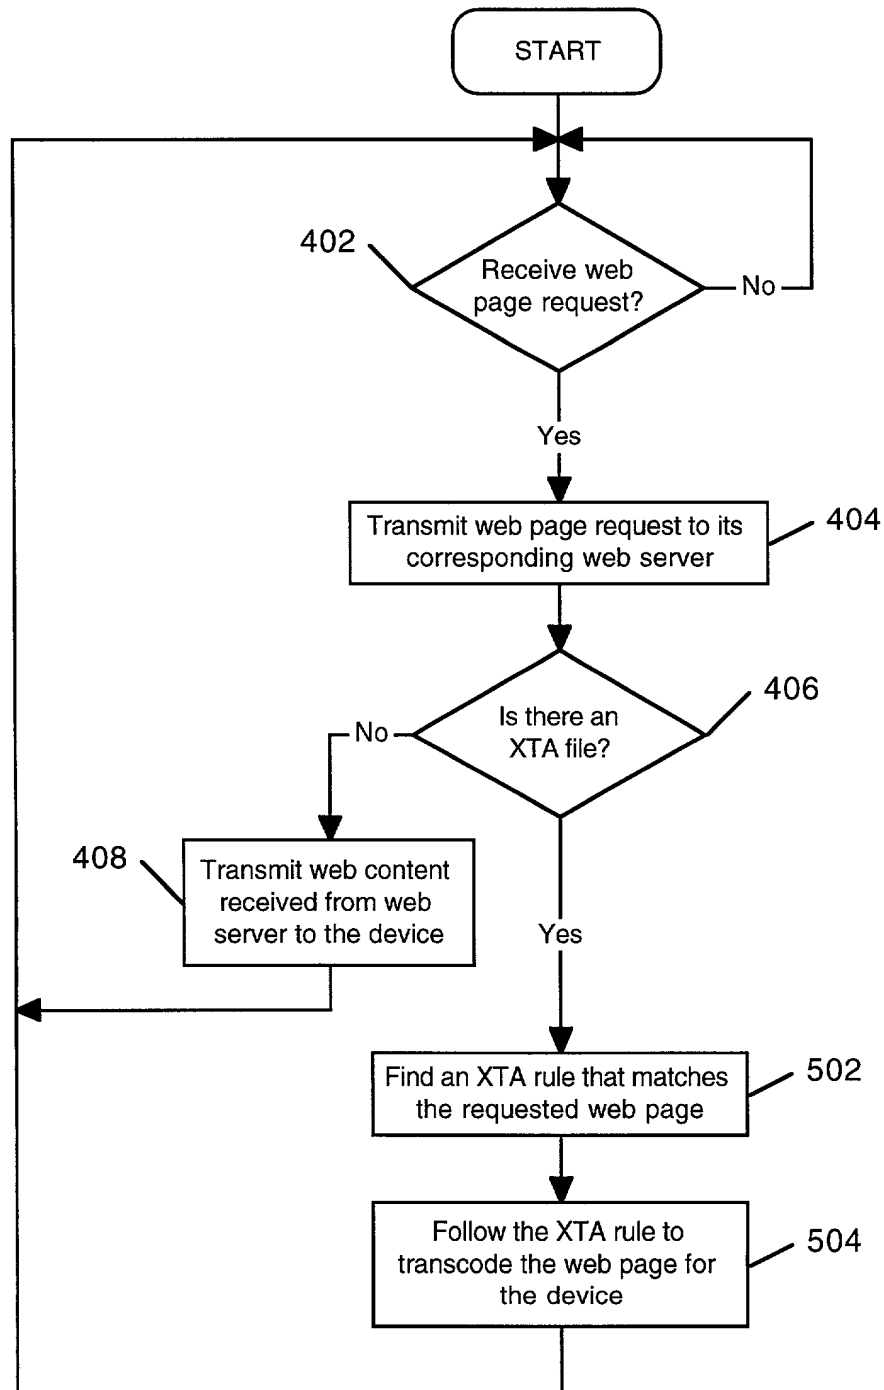 START
402
Receive web
page request?
No
Yes
Transmit web page request to its
corresponding web server
404
Is there an
XTA file?
406
No
408
Transmit web content
received from web
server to the device
Yes
Find an XTA rule that matches
the requested web page
502
Follow the XTA rule to
transcode the web page for
the device
504